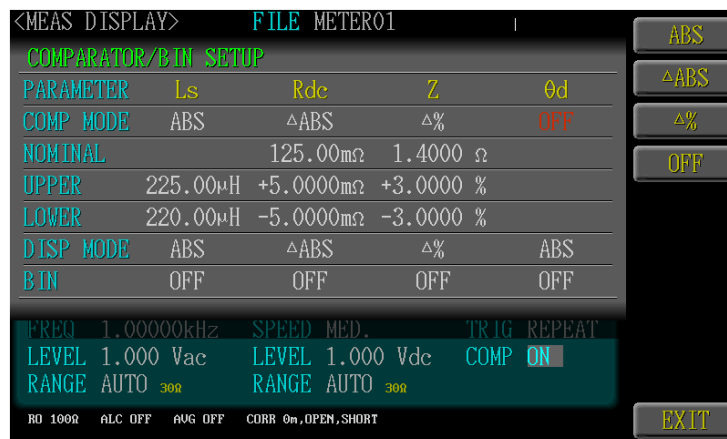 <MEAS DISPLAY> FILE METER01
COMPARATOR/BIN SETUP
PARAMETER Ls Rdc Z θd
COMP MODE ABS △ABS △% OFF
NOMINAL 125.00mΩ 1.4000 Ω
UPPER 225.00μH +5.0000mΩ +3.0000 %
LOWER 220.00μH -5.0000mΩ -3.0000 %
DISP MODE ABS △ABS △% ABS
BIN OFF OFF OFF OFF
FREQ 1.00000kHz SPEED MED. TRIG REPEAT
LEVEL 1.000 Vac LEVEL 1.000 Vdc COMP ON
RANGE AUTO 30Ω RANGE AUTO 30Ω
RO 100Ω ALC OFF AVG OFF CORR 0m,OPEN,SHORT
ABS
△ABS
△%
OFF
EXIT